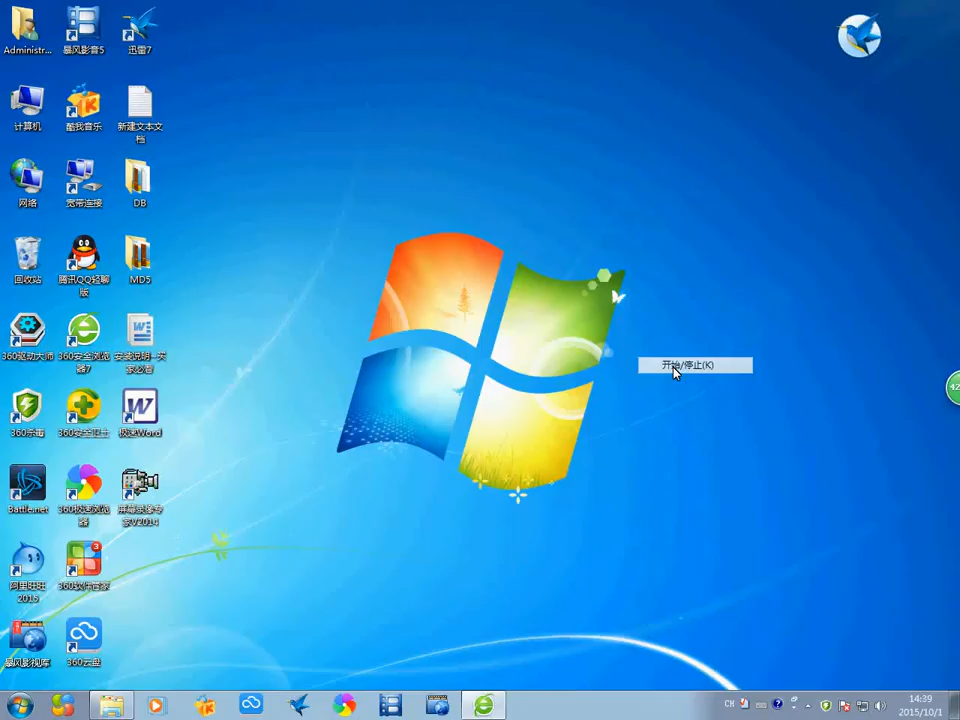 Administr...
暴风影音5
迅雷7
计算机
酷我音乐
新建文本文
档
网络
宽带连接
DB
回收站
腾讯QQ轻聊
版
MD5
360驱动大师
360安全浏览
器7
安装说明--买
家必看
360杀毒
360安全卫士
极速Word
Battle.net
360极速浏览
器
屏幕录像专
家V2014
阿里旺旺
2015
3
360软件管家
暴风影视库
360云盘
开始/停止(K)
42
CH
14:39
2015/10/1